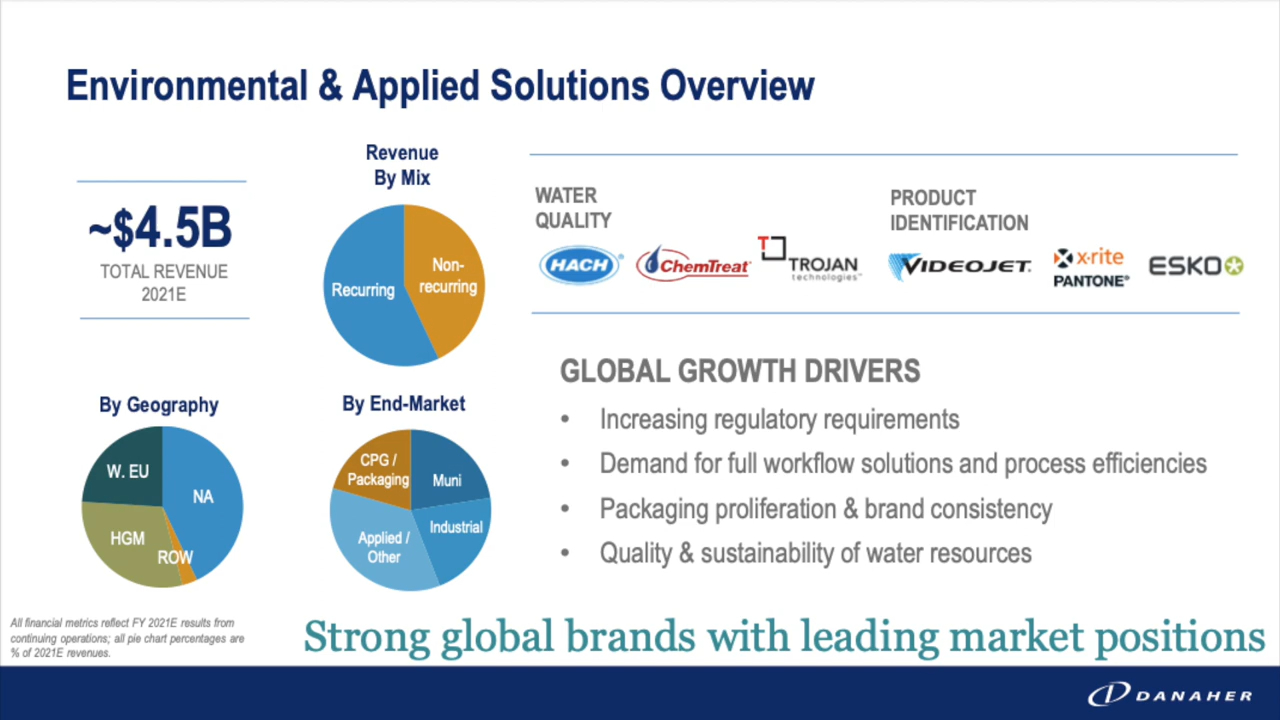 Environmental & Applied Solutions Overview
~$4.5B
TOTAL REVENUE
2021E
Revenue
By Mix
Recurring
Non-
recurring
WATER
QUALITY
HACH®
ChemTreat®
TROJAN
technologies™
PRODUCT
IDENTIFICATION
VIDEOJET.
x·rite
PANTONE®
ESKO
By Geography
W. EU
NA
HGM
ROW
By End-Market
CPG /
Packaging
Muni
Industrial
Applied /
Other
GLOBAL GROWTH DRIVERS
• Increasing regulatory requirements
• Demand for full workflow solutions and process efficiencies
• Packaging proliferation & brand consistency
• Quality & sustainability of water resources
All financial metrics reflect FY 2021E results from
continuing operations; all pie chart percentages are
% of 2021E revenues.
Strong global brands with leading market positions
DANAHER